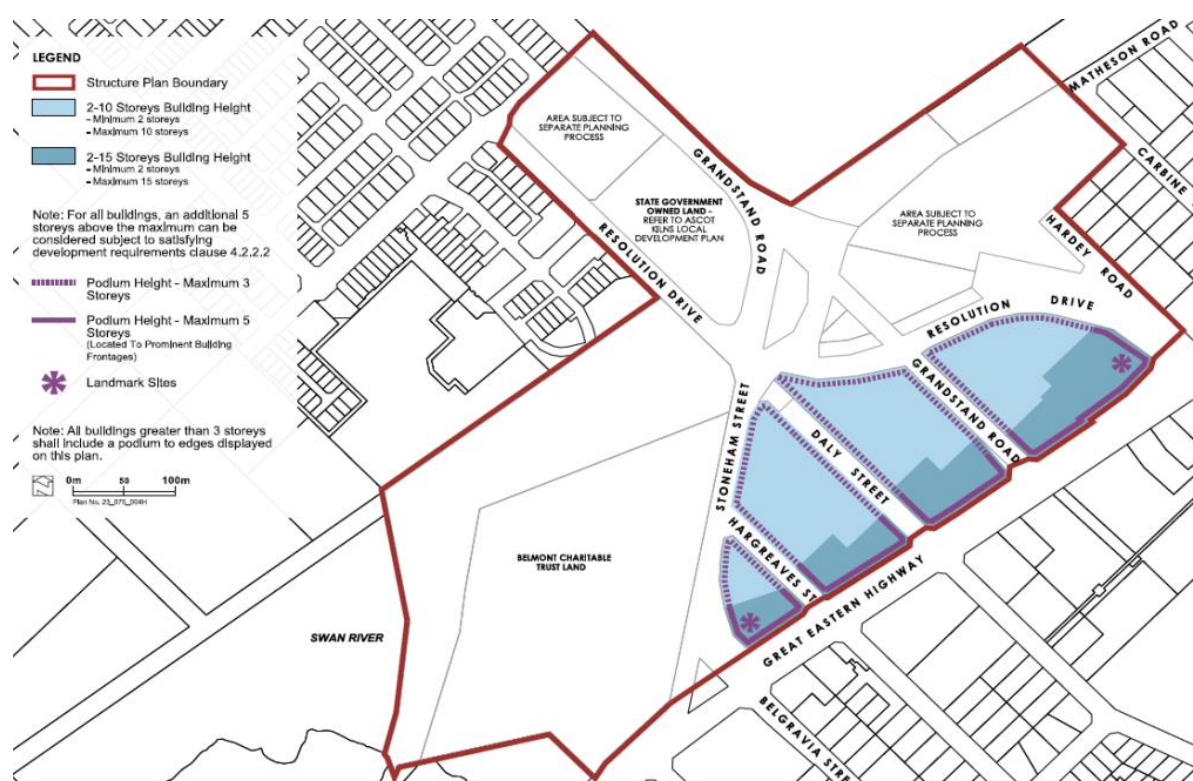 LEGEND
Structure Plan Boundary
2-10 Storeys Building Height
- Minimum 2 storeys
- Maximum 10 storeys
2-15 Storeys Building Height
- Minimum 2 storeys
- Maximum 15 storeys
Note: For all buildings, an additional 5
storeys above the maximum can be
considered subject to satisfying
development requirements clause 4.2.2.2
Podium Height - Maximum 3
Storeys
Podium Height - Maximum 5
Storeys
(Located To Prominent Building
Frontages)
Landmark Sites
Note: All buildings greater than 3 storeys
shall include a podium to edges displayed
on this plan.
0m 50 100m
Plan No. 23_075_004H
AREA SUBJECT TO
SEPARATE PLANNING
PROCESS
STATE GOVERNMENT
OWNED LAND -
REFER TO ASCOT
KILNS LOCAL
DEVELOPMENT PLAN
GRANDSTAND ROAD
RESOLUTION DRIVE
AREA SUBJECT TO
SEPARATE PLANNING
PROCESS
MATHESON ROAD
CARBINE
HARDEY ROAD
RESOLUTION DRIVE
GRANDSTAND ROAD
STONEHAM STREET
DALY STREET
HARGREAVES ST
GREAT EASTERN HIGHWAY
BELMONT CHARITABLE
TRUST LAND
SWAN RIVER
BELGRAVIA STRE